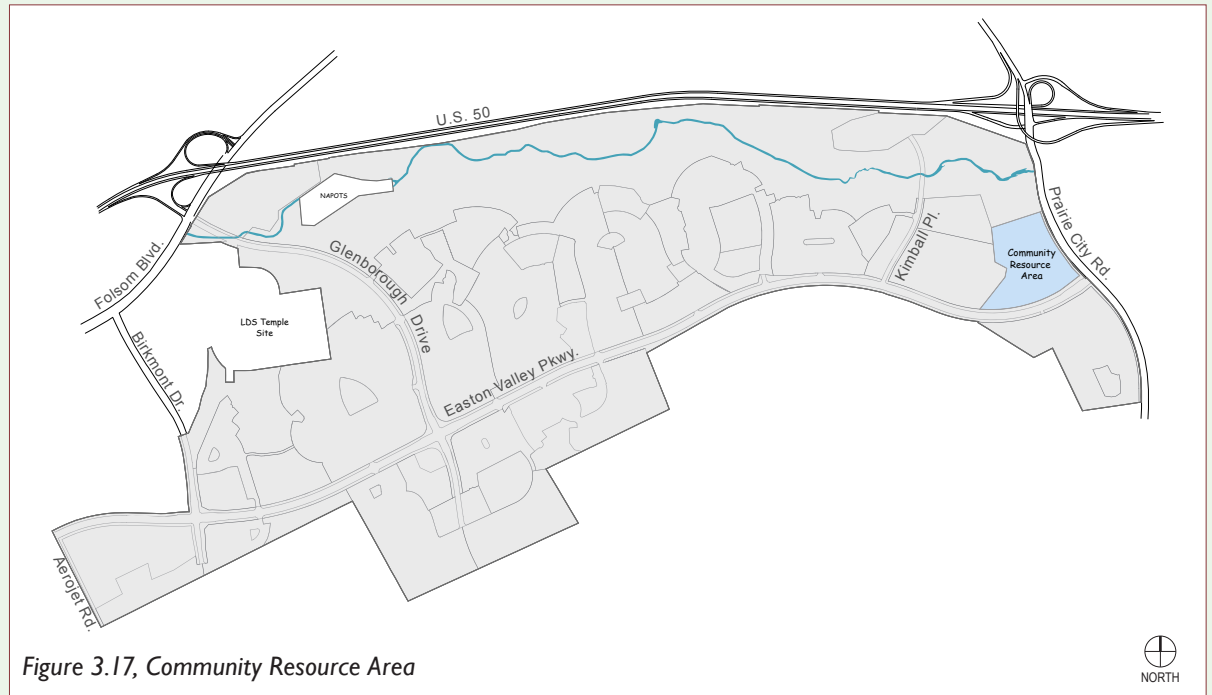 U.S. 50
NAPOTS
Folsom Blvd.
Glenborough Drive
Kimball Pl.
Prairie City Rd.
Community
Resource
Area
LDS Temple
Site
Birkmont Dr.
Easton Valley Pkwy.
Aerojet Rd.
Figure 3.17, Community Resource Area
NORTH